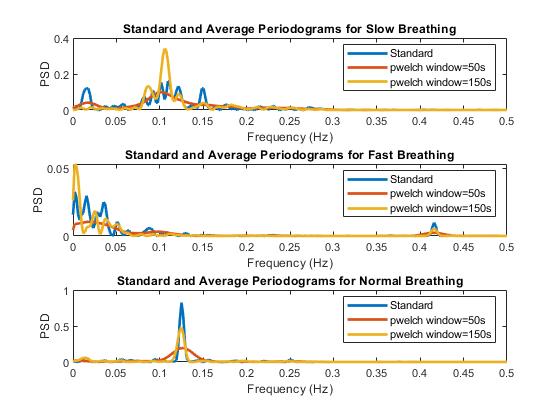 Standard and Average Periodograms for Slow Breathing
0.4
0.2
0
PSD
Standard
pwelch window=50s
pwelch window=150s
0 0.05 0.1 0.15 0.2 0.25 0.3 0.35 0.4 0.45 0.5
Frequency (Hz)
Standard and Average Periodograms for Fast Breathing
0.05
0
PSD
Standard
pwelch window=50s
pwelch window=150s
0 0.05 0.1 0.15 0.2 0.25 0.3 0.35 0.4 0.45 0.5
Frequency (Hz)
Standard and Average Periodograms for Normal Breathing
1
0.5
0
PSD
Standard
pwelch window=50s
pwelch window=150s
0 0.05 0.1 0.15 0.2 0.25 0.3 0.35 0.4 0.45 0.5
Frequency (Hz)